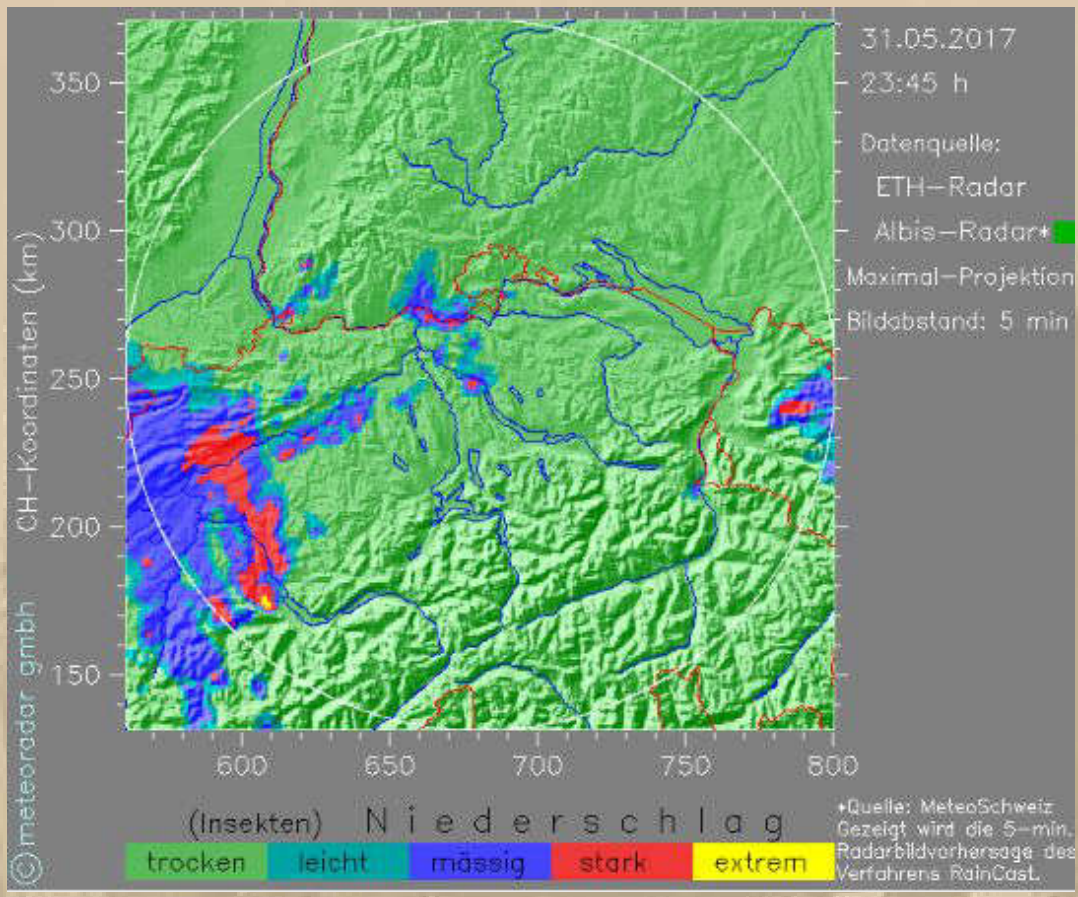 31.05.2017
23:45 h
Datenquelle:
ETH-Radar
Albis-Radar*
Maximal-Projektion
Bildabstand: 5 min
350
300
250
200
150
CH-Koordinaten (km)
© meteoradar gmbh
600 650 700 750 800
(Insekten) Niederschlag
trocken leicht mässig stark extrem
*Quelle: MeteoSchweiz
Gezeigt wird die 5-min.
Radarbildvorhersage des
Verfahrens RainCast.